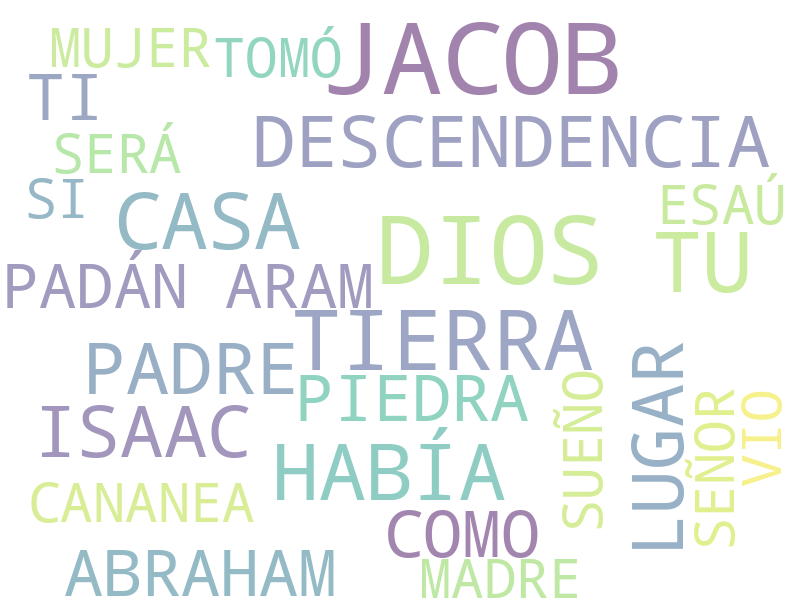 MUJER
TOMÓ
JACOB
TI
DESCENDENCIA
SERÁ
SI
CASA
ESAÚ
DIOS
TU
PADÁN ARAM
TIERRA
PADRE
PIEDRA
SUEÑO
LUGAR
SEÑOR
VIO
ISAAC
HABÍA
CANANEA
COMO
ABRAHAM
MADRE